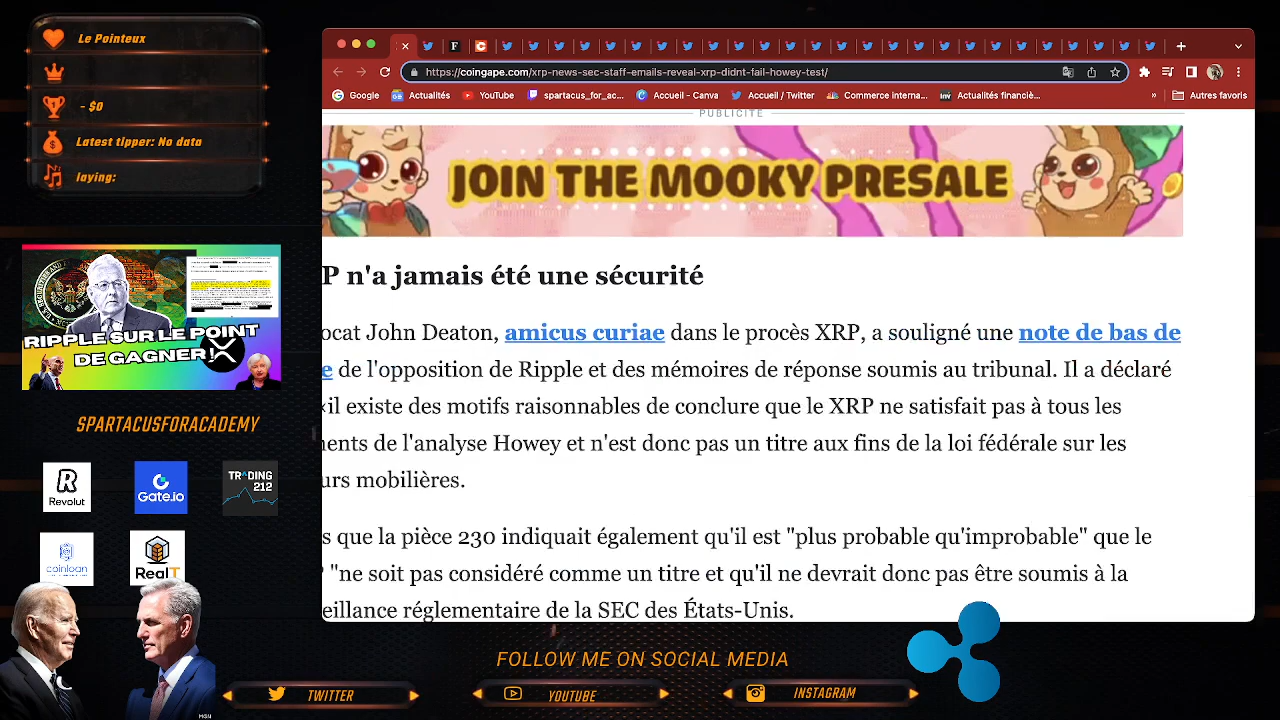 Le Pointeux
- $0
Latest tipper: No data
laying:
RIPPLE SUR LE POINT
DE GAGNER !
SPARTACUSFORACADEMY
R
Revolut
Gate.io
TRADING
212
coinloan
RealT
MGN
https://coingape.com/xrp-news-sec-staff-emails-reveal-xrp-didnt-fail-howey-test/
Google
Actualités
YouTube
spartacus_for_ac...
Accueil - Canva
Accueil / Twitter
Commerce interna...
Actualités financiè...
»
Autres favoris
PUBLICITÉ
JOIN THE MOOKY PRESALE
P n'a jamais été une sécurité
ocat John Deaton, amicus curiae dans le procès XRP, a souligné une note de bas de
e de l'opposition de Ripple et des mémoires de réponse soumis au tribunal. Il a déclaré
«il existe des motifs raisonnables de conclure que le XRP ne satisfait pas à tous les
ments de l'analyse Howey et n'est donc pas un titre aux fins de la loi fédérale sur les
urs mobilières.
s que la pièce 230 indiquait également qu'il est "plus probable qu'improbable" que le
P "ne soit pas considéré comme un titre et qu'il ne devrait donc pas être soumis à la
eillance réglementaire de la SEC des États-Unis.
FOLLOW ME ON SOCIAL MEDIA
TWITTER
YOUTUBE
INSTAGRAM